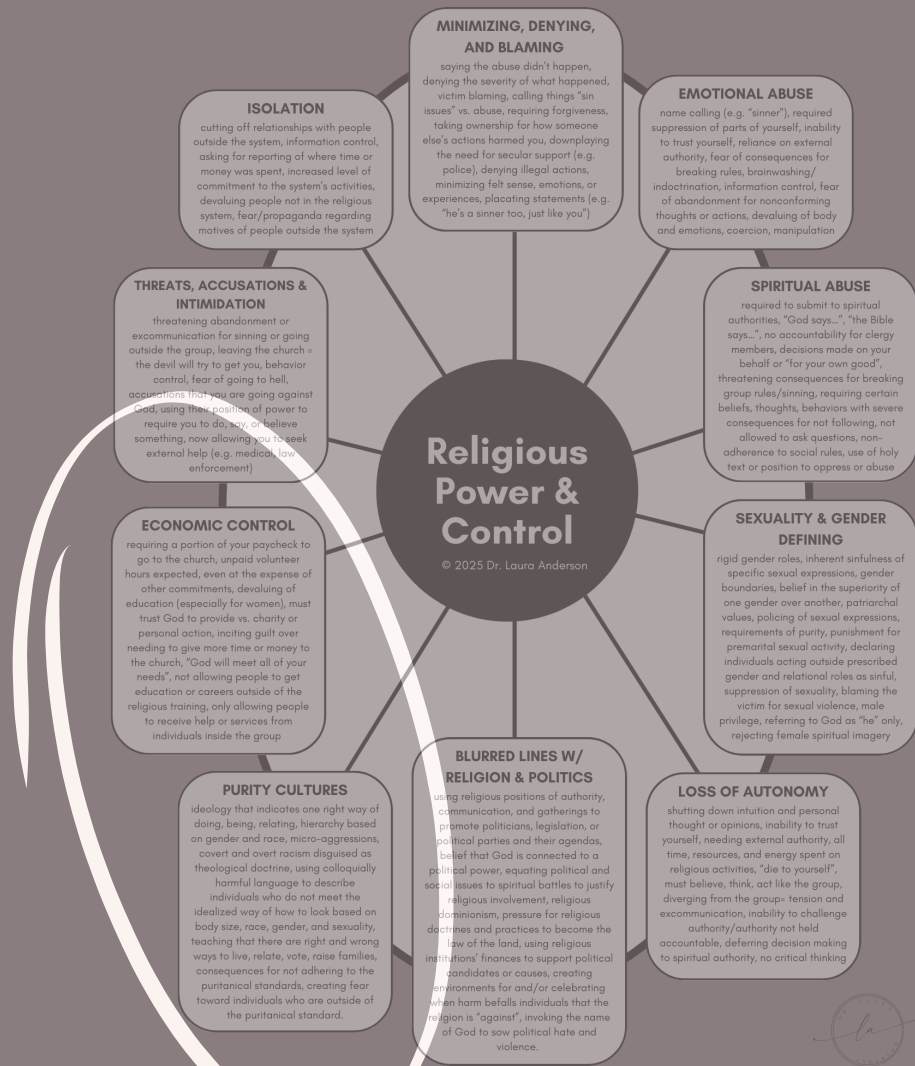 MINIMIZING, DENYING,
AND BLAMING
saying the abuse didn't happen,
denying the severity of what happened,
victim blaming, calling things "sin
issues" vs. abuse, requiring forgiveness,
taking ownership for how someone
else's actions harmed you, downplaying
the need for secular support (e.g.
police), denying illegal actions,
minimizing felt sense, emotions, or
experiences, placating statements (e.g.
"he's a sinner too, just like you")
EMOTIONAL ABUSE
name calling (e.g. "sinner"), required
suppression of parts of yourself, inability
to trust yourself, reliance on external
authority, fear of consequences for
breaking rules, brainwashing/
indoctrination, information control, fear
of abandonment for nonconforming
thoughts or actions, devaluing of body
and emotions, coercion, manipulation
SPIRITUAL ABUSE
required to submit to spiritual
authorities, "God says...", "the Bible
says...", no accountability for clergy
members, decisions made on your
behalf or "for your own good",
threatening consequences for breaking
group rules/sinning, requiring certain
beliefs, thoughts, behaviors with severe
consequences for not following, not
allowed to ask questions, non-
adherence to social rules, use of holy
text or position to oppress or abuse
SEXUALITY & GENDER
DEFINING
rigid gender roles, inherent sinfulness of
specific sexual expressions, gender
boundaries, belief in the superiority of
one gender over another, patriarchal
values, policing of sexual expressions,
requirements of purity, punishment for
premarital sexual activity, declaring
individuals acting outside prescribed
gender and relational roles as sinful,
suppression of sexuality, blaming the
victim for sexual violence, male
privilege, referring to God as "he" only,
rejecting female spiritual imagery
LOSS OF AUTONOMY
shutting down intuition and personal
thought or opinions, inability to trust
yourself, needing external authority, all
time, resources, and energy spent on
religious activities, "die to yourself",
must believe, think, act like the group,
diverging from the group= tension and
excommunication, inability to challenge
authority/authority not held
accountable, deferring decision making
to spiritual authority, no critical thinking
BLURRED LINES W/
RELIGION & POLITICS
using religious positions of authority,
communication, and gatherings to
promote politicians, legislation, or
political parties and their agendas,
belief that God is connected to a
political power, equating political and
social issues to spiritual battles to justify
religious involvement, religious
dominionism, pressure for religious
doctrines and practices to become the
law of the land, using religious
institutions' finances to support political
candidates or causes, creating
environments for and/or celebrating
when harm befalls individuals that the
religion is "against", invoking the name
of God to sow political hate and
violence.
PURITY CULTURES
ideology that indicates one right way of
doing, being, relating, hierarchy based
on gender and race, micro-aggressions,
covert and overt racism disguised as
theological doctrine, using colloquially
harmful language to describe
individuals who do not meet the
idealized way of how to look based on
body size, race, gender, and sexuality,
teaching that there are right and wrong
ways to live, relate, vote, raise families,
consequences for not adhering to the
puritanical standards, creating fear
toward individuals who are outside of
the puritanical standard.
ECONOMIC CONTROL
requiring a portion of your paycheck to
go to the church, unpaid volunteer
hours expected, even at the expense of
other commitments, devaluing of
education (especially for women), must
trust God to provide vs. charity or
personal action, inciting guilt over
needing to give more time or money to
the church, "God will meet all of your
needs", not allowing people to get
education or careers outside of the
religious training, only allowing people
to receive help or services from
individuals inside the group
THREATS, ACCUSATIONS &
INTIMIDATION
threatening abandonment or
excommunication for sinning or going
outside the group, leaving the church =
the devil will try to get you, behavior
control, fear of going to hell,
accusations that you are going against
God, using their position of power to
require you to do, say, or believe
something, now allowing you to seek
external help (e.g. medical, law
enforcement)
ISOLATION
cutting off relationships with people
outside the system, information control,
asking for reporting of where time or
money was spent, increased level of
commitment to the system's activities,
devaluing people not in the religious
system, fear/propaganda regarding
motives of people outside the system
Religious
Power &
Control
© 2025 Dr. Laura Anderson
la